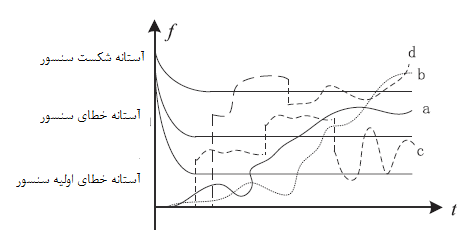 f
d
آستانه شکست سنسور
b
a
آستانه خطای سنسور
c
آستانه خطای اولیه سنسور
t